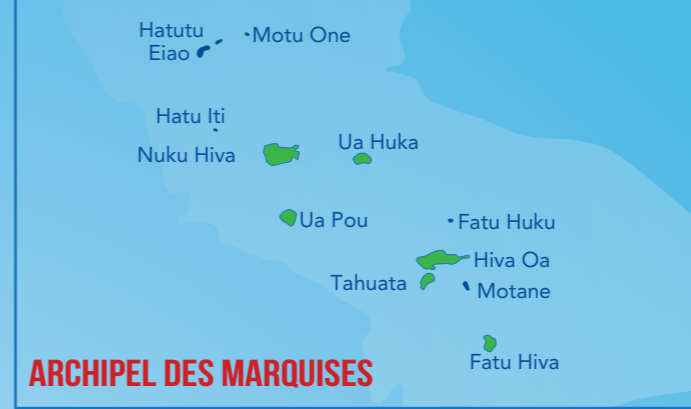 Hatutu
Motu One
Eiao
Hatu Iti
Nuku Hiva
Ua Huka
Ua Pou
Fatu Huku
Hiva Oa
Tahuata
Motane
Fatu Hiva
ARCHIPEL DES MARQUISES